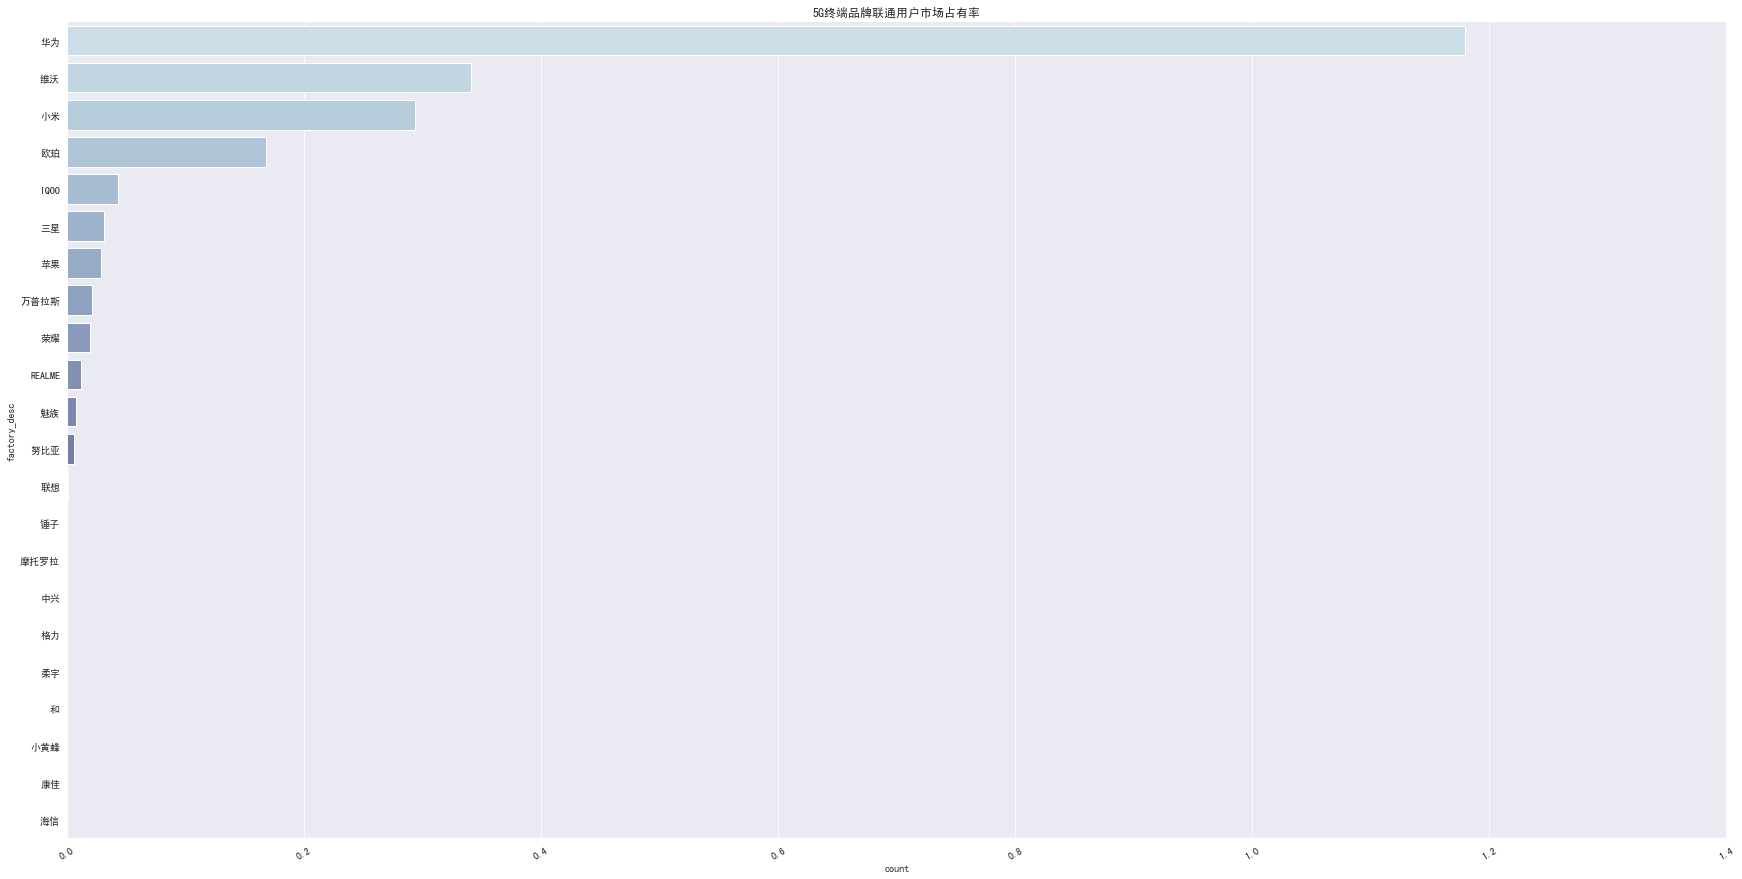 5G终端品牌联通用户市场占有率
华为
维沃
小米
欧珀
IQOO
三星
苹果
万普拉斯
荣耀
REALME
魅族
努比亚
联想
锤子
摩托罗拉
中兴
格力
柔宇
和
小黄蜂
康佳
海信
factory_desc
0.0 0.2 0.4 0.6 0.8 1.0 1.2 1.4
count